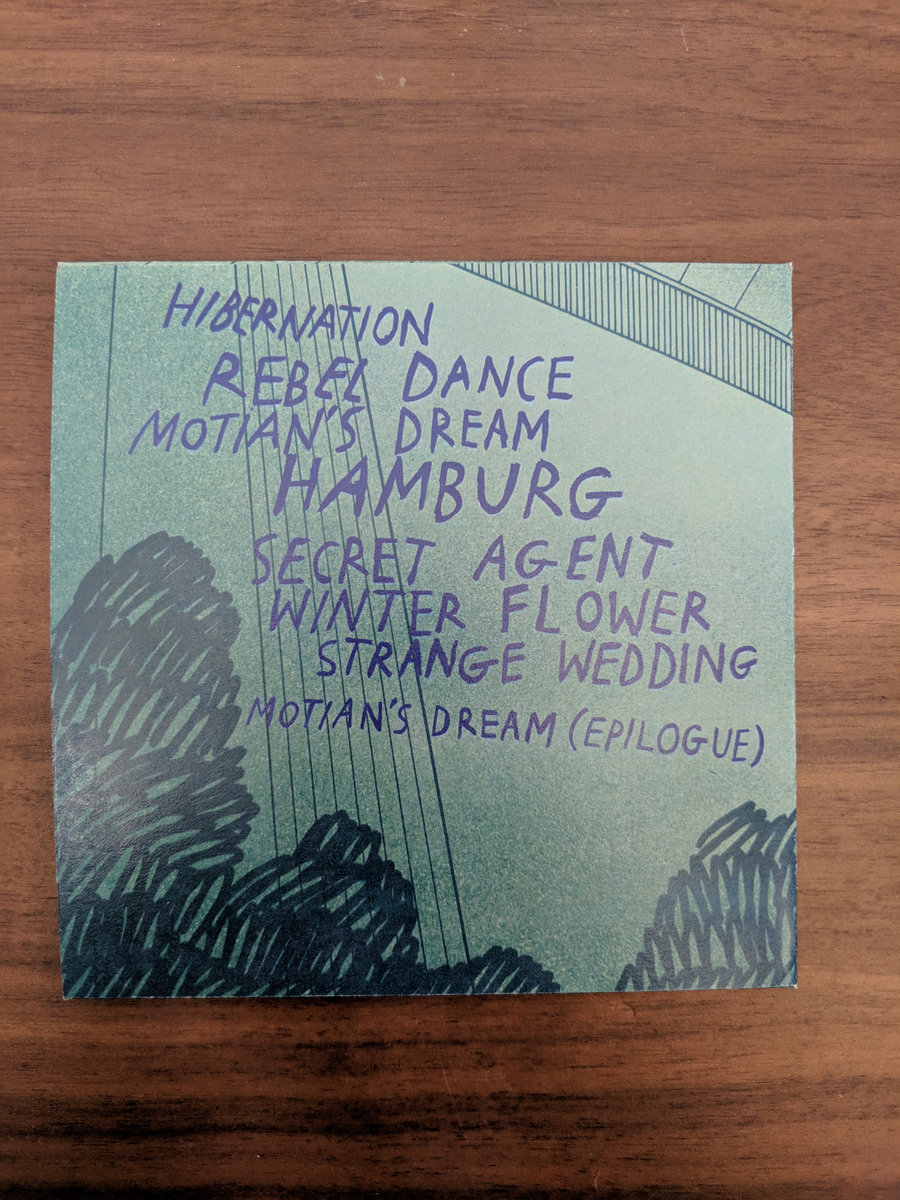 HIBERNATION
REBEL DANCE
MOTIAN'S DREAM
HAMBURG
SECRET AGENT
WINTER FLOWER
STRANGE WEDDING
MOTIAN'S DREAM (EPILOGUE)